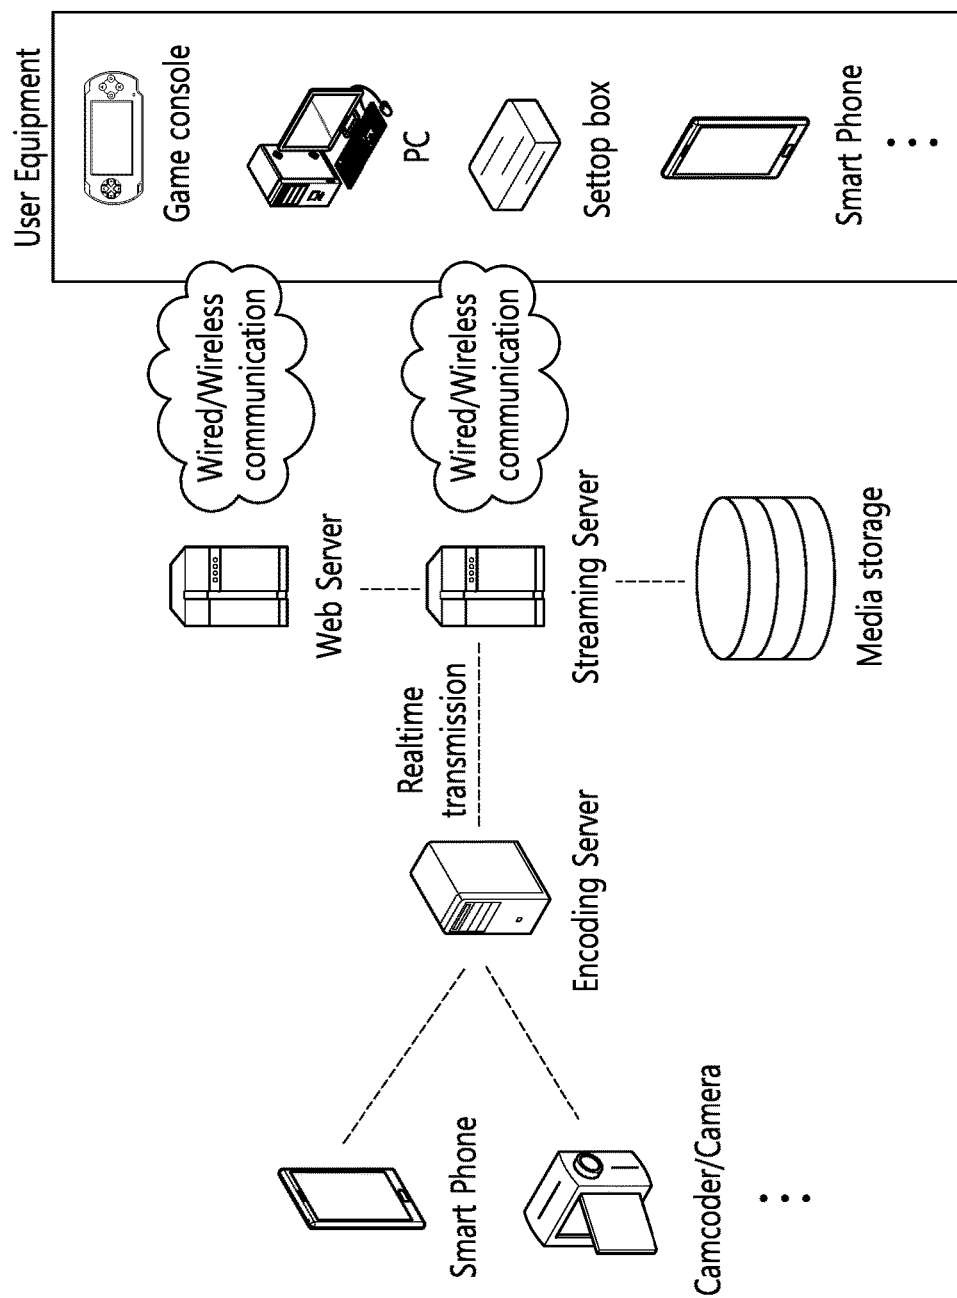 User Equipment
Game console
PC
Settop box
Smart Phone
Wired/Wireless
communication
Wired/Wireless
communication
Web Server
Streaming Server
Media storage
Realtime
transmission
Encoding Server
Smart Phone
Camcoder/Camera